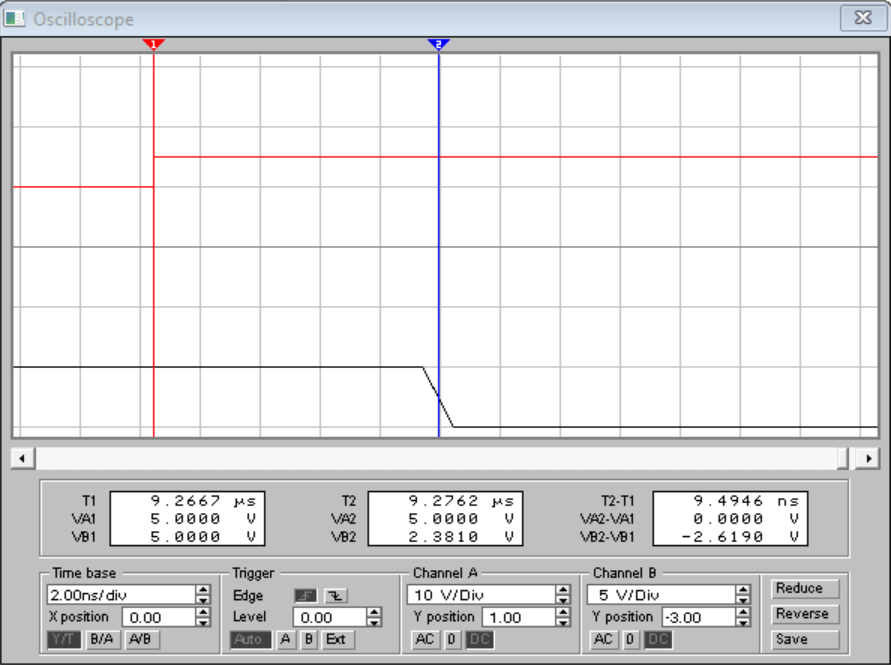 Oscilloscope
1 2
T1 9.2667 µs T2 9.2762 µs T2-T1 9.4946 ns
VA1 5.0000 V VA2 5.0000 V VA2-VA1 0.0000 V
VB1 5.0000 V VB2 2.3810 V VB2-VB1 -2.6190 V
Time base Trigger Channel A Channel B
2.00ns/div Edge 10 V/Div 5 V/Div Reduce
X position 0.00 Level 0.00 Y position 1.00 Y position -3.00 Reverse
Y/T B/A A/B Auto A B Ext AC 0 DC AC 0 DC Save